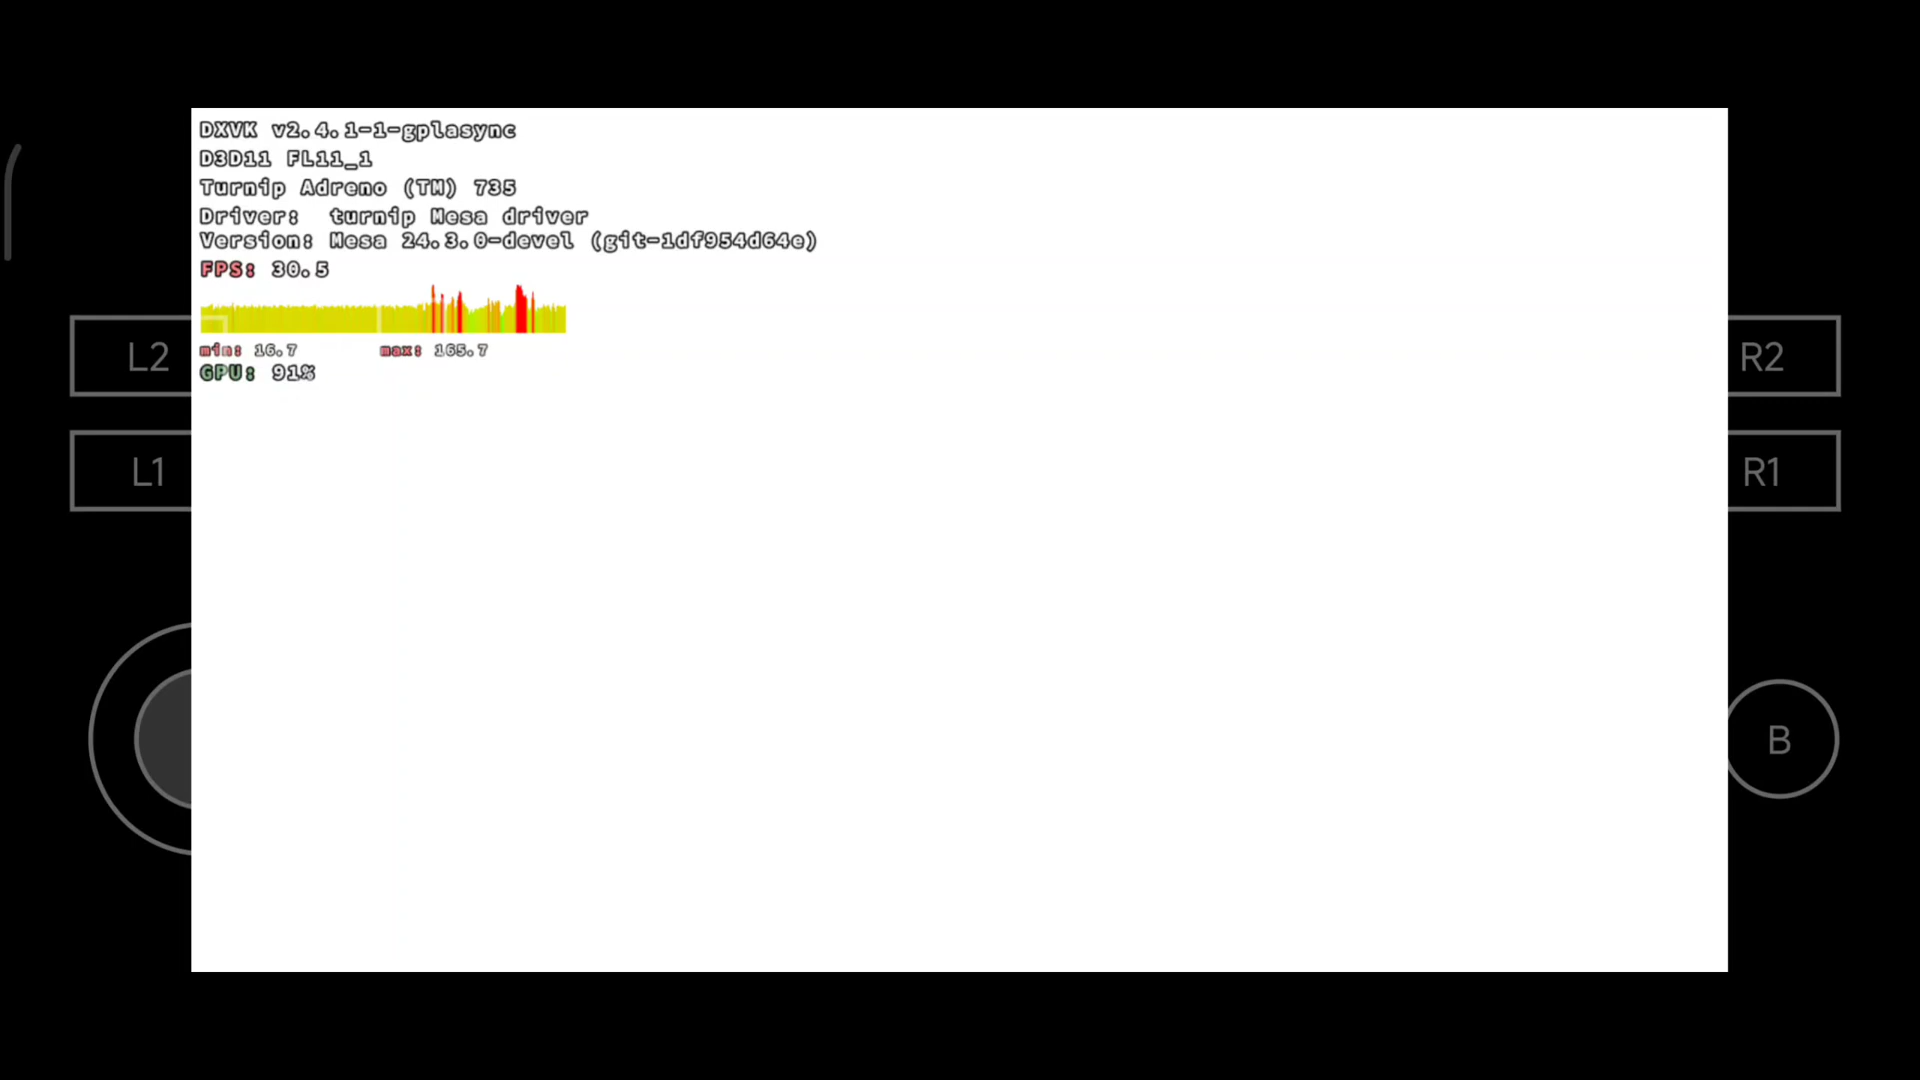 DXVK v2.4.1-1-gplasync
D3D11 FL11_1
Turnip Adreno (TM) 735
Driver: turnip Mesa driver
Version: Mesa 24.3.0-devel (git-1df954d64e)
FPS: 30.5
min: 16.7 max: 165.7
GPU: 91%
L2
R2
L1
R1
B